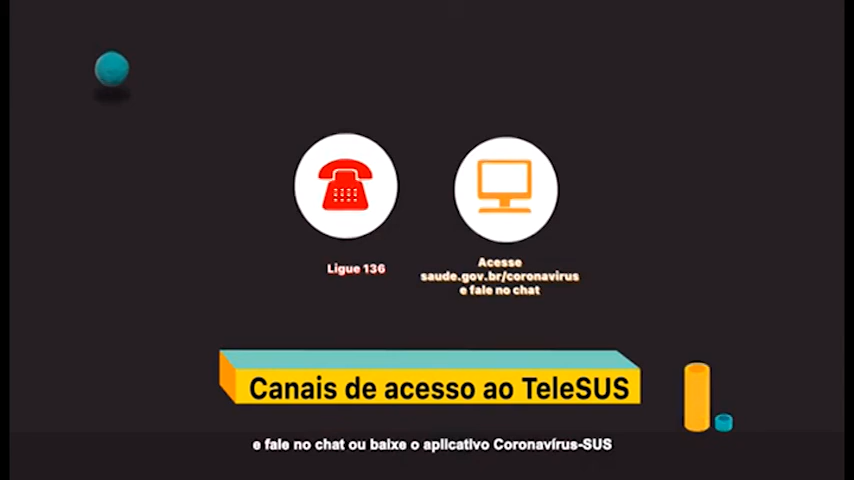 Ligue 136
Acesse
saude.gov.br/coronavirus
e fale no chat
Canais de acesso ao TeleSUS
e fale no chat ou baixe o aplicativo Coronavírus-SUS